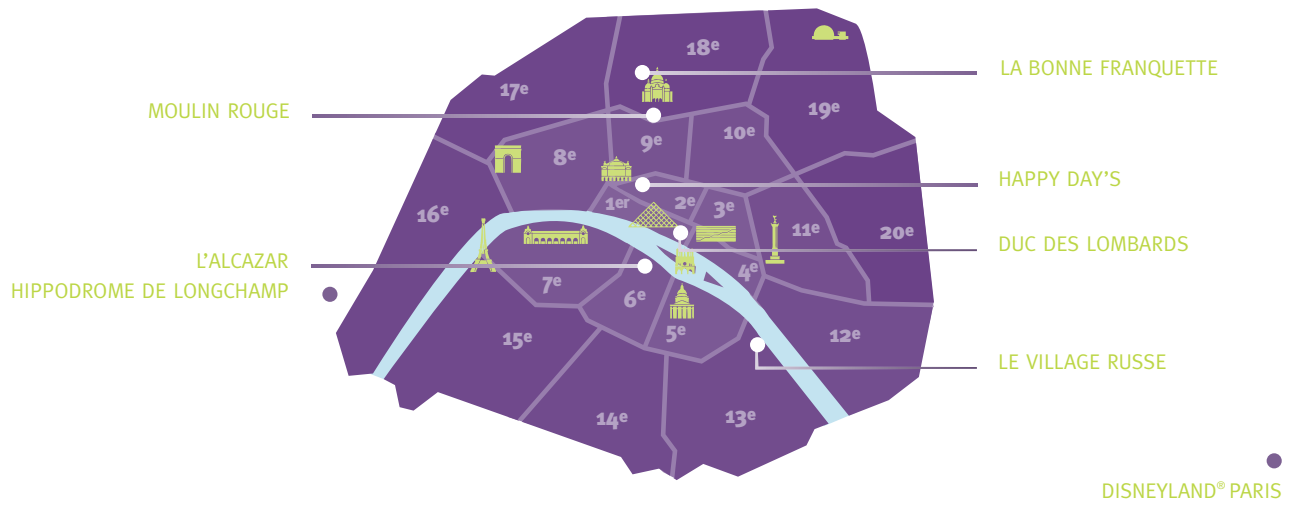 18e
LA BONNE FRANQUETTE
17e
MOULIN ROUGE
19e
10e
9e
8e
HAPPY DAY'S
1er
2e
3e
16e
11e
20e
DUC DES LOMBARDS
L'ALCAZAR
4e
7e
HIPPODROME DE LONGCHAMP
6e
5e
12e
15e
LE VILLAGE RUSSE
14e
13e
DISNEYLAND® PARIS